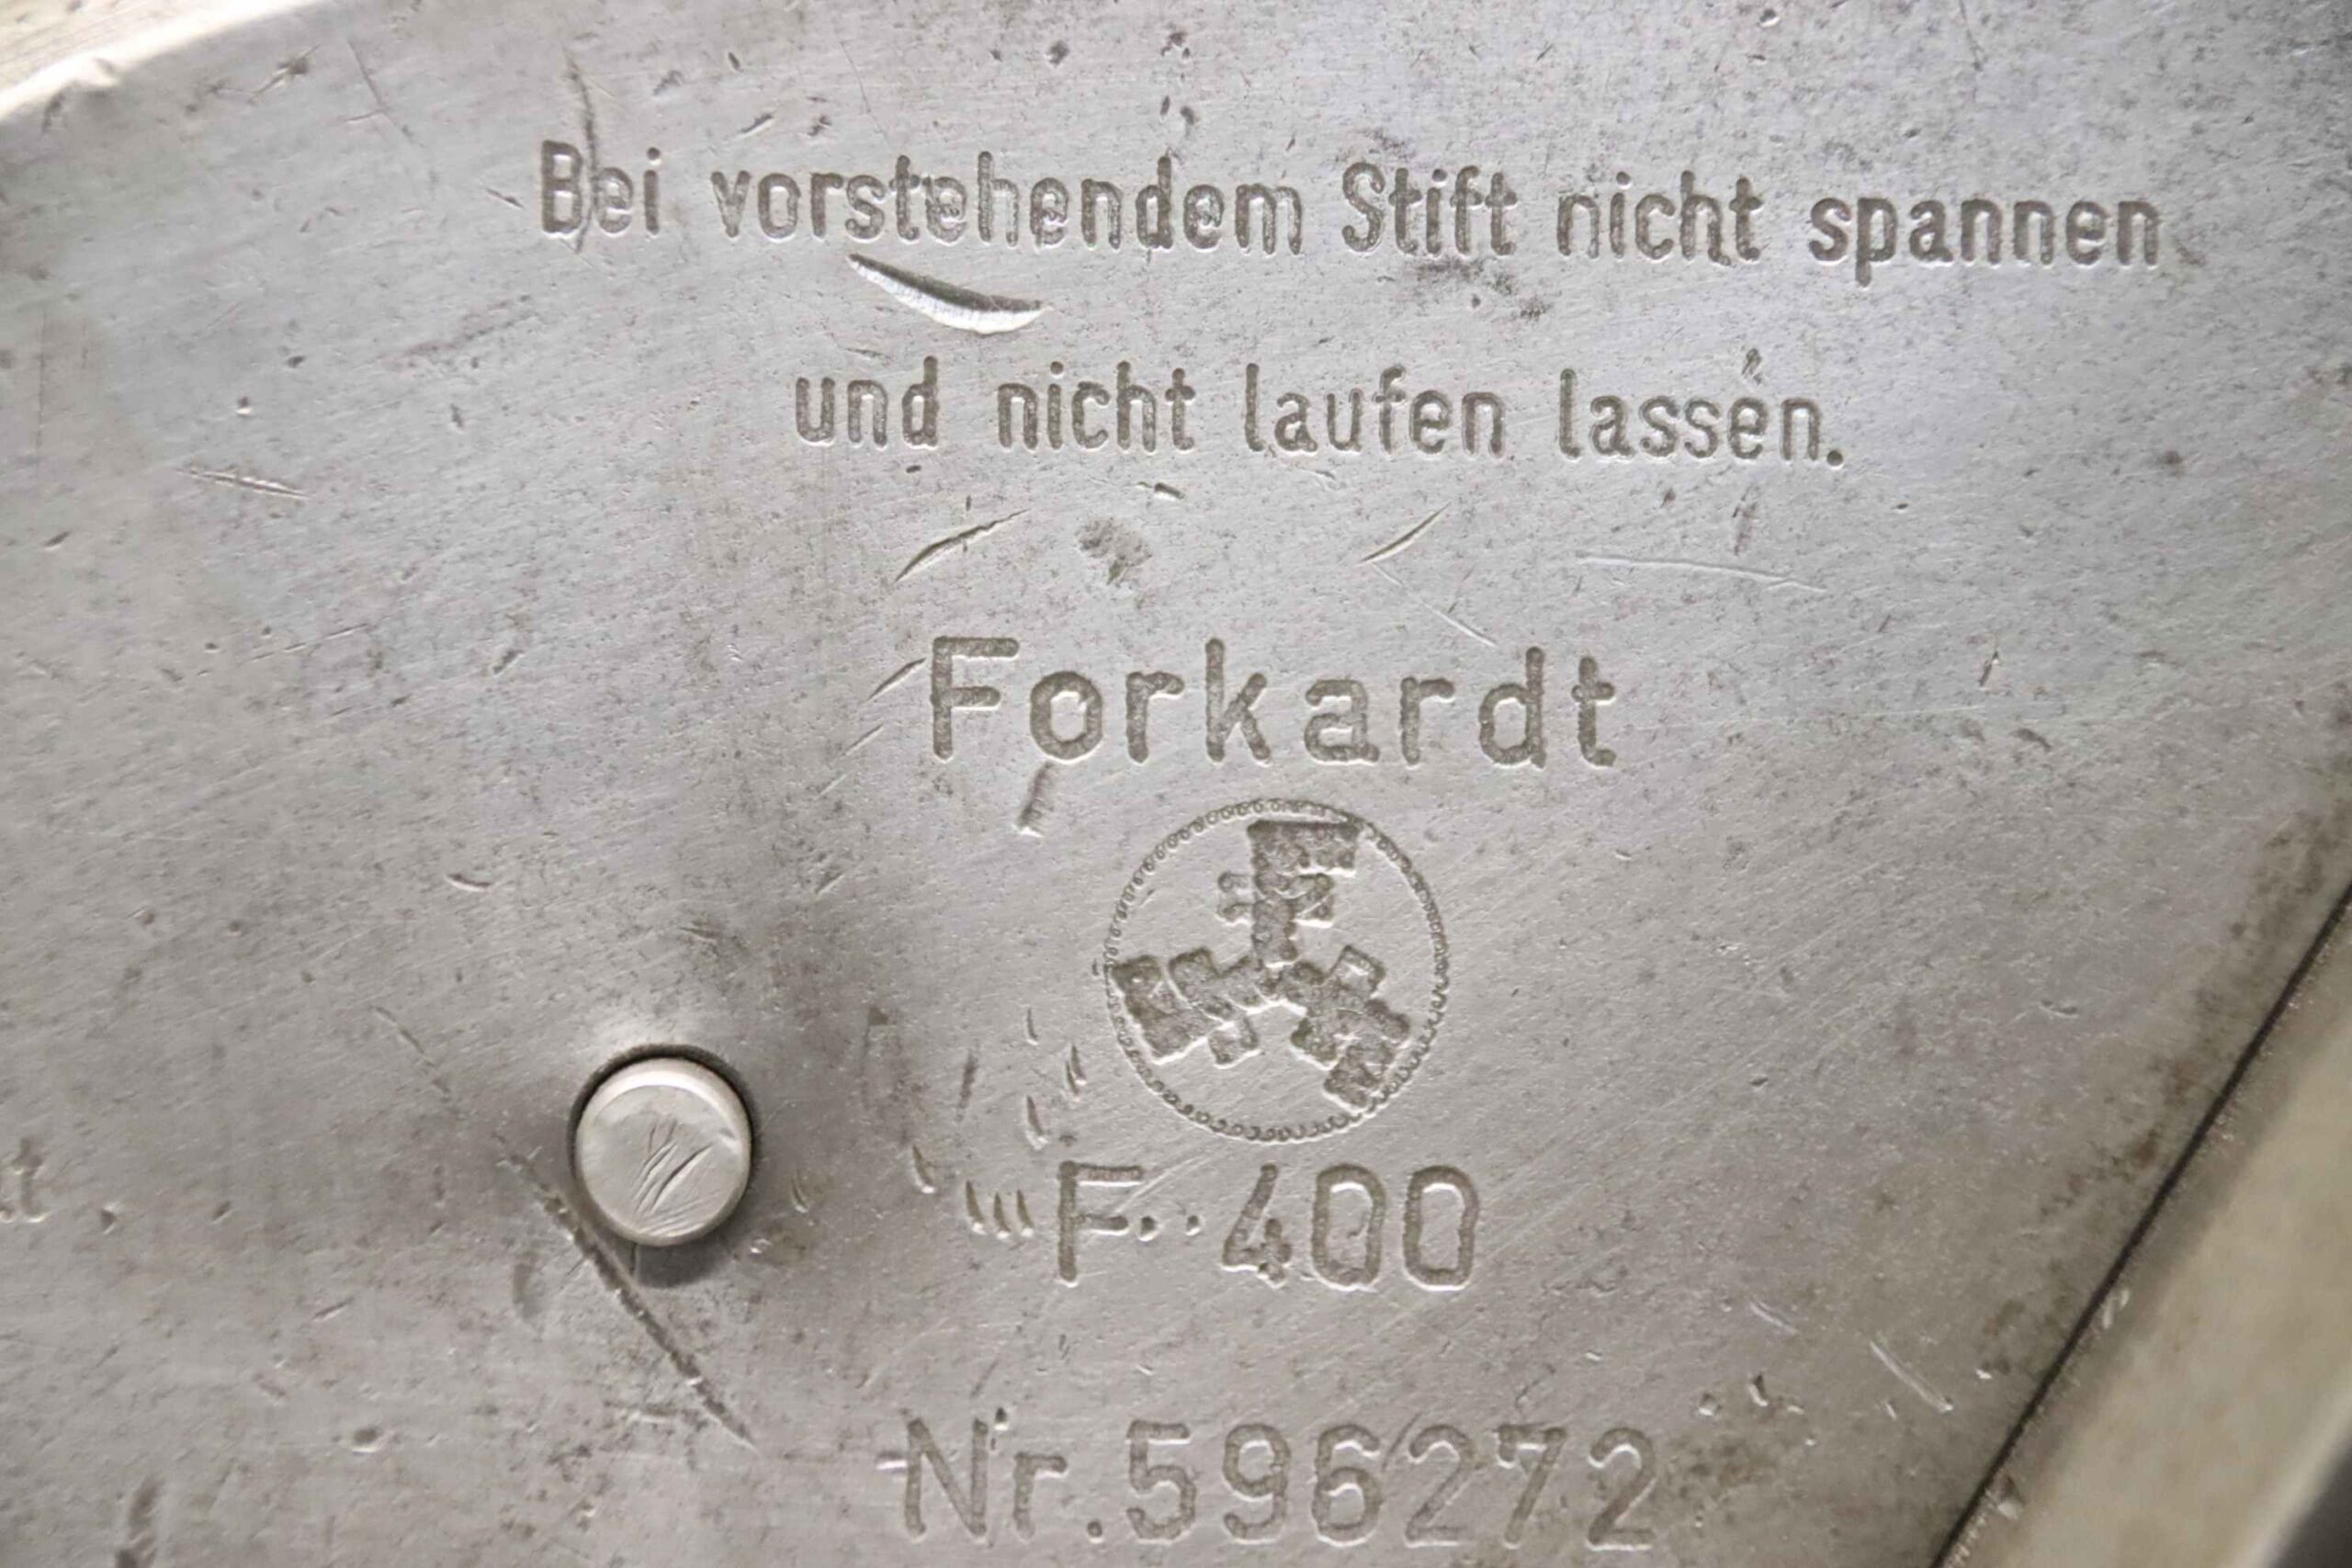 Bei vorstehendem Stift nicht spannen
und nicht laufen lassen.
Forkardt
F 400
Nr. 596272